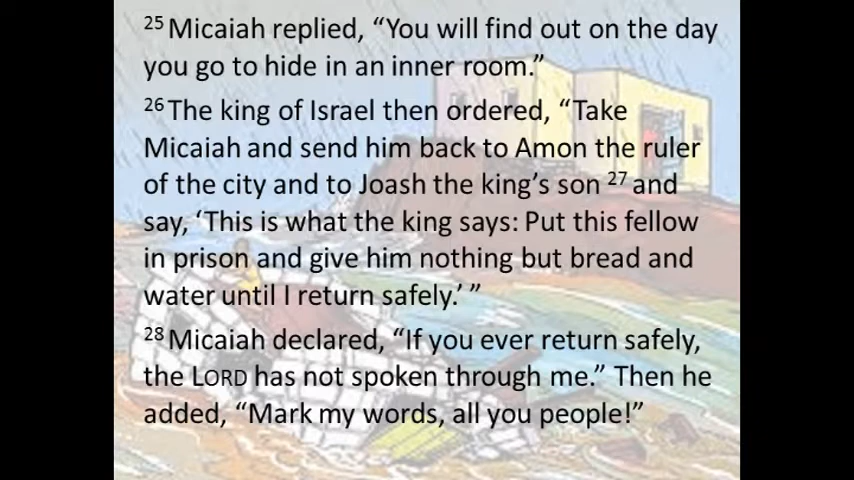 25 Micaiah replied, “You will find out on the day
you go to hide in an inner room.”
26 The king of Israel then ordered, “Take
Micaiah and send him back to Amon the ruler
of the city and to Joash the king’s son 27 and
say, ‘This is what the king says: Put this fellow
in prison and give him nothing but bread and
water until I return safely.’ ”
28 Micaiah declared, “If you ever return safely,
the LORD has not spoken through me.” Then he
added, “Mark my words, all you people!”